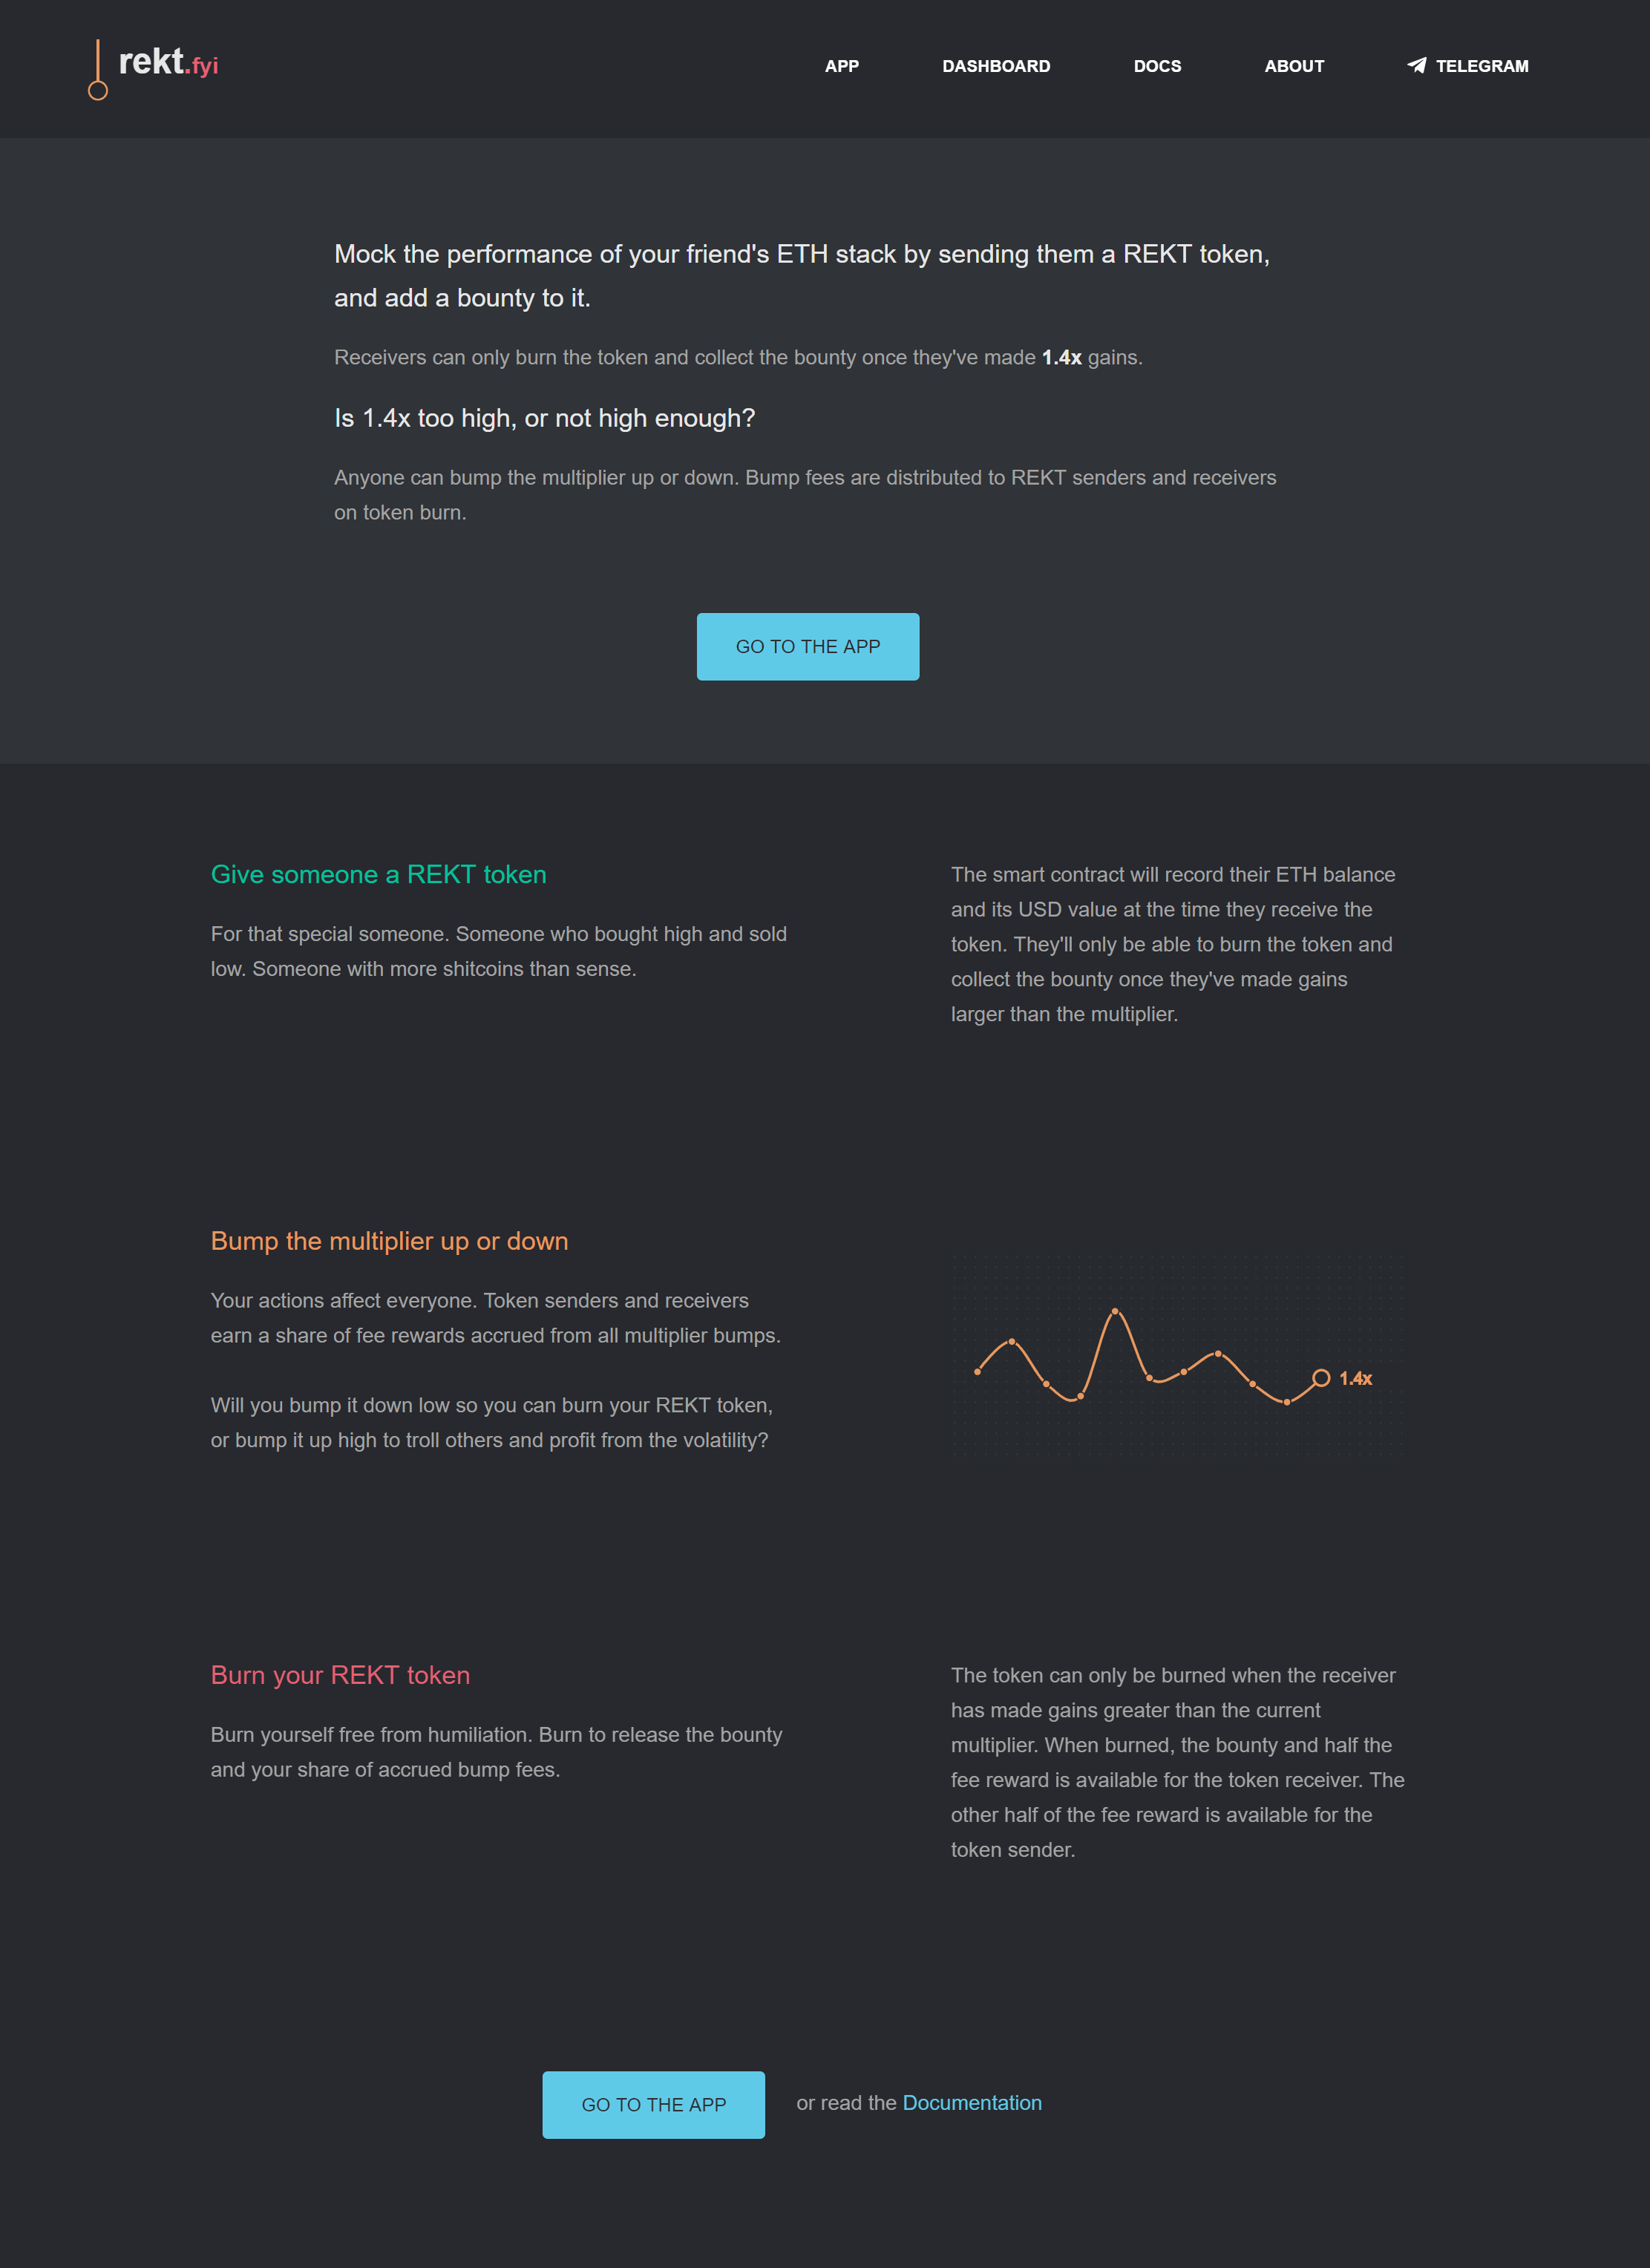 rekt.fyi
APP DASHBOARD DOCS ABOUT TELEGRAM
Mock the performance of your friend's ETH stack by sending them a REKT token,
and add a bounty to it.
Receivers can only burn the token and collect the bounty once they've made 1.4x gains.
Is 1.4x too high, or not high enough?
Anyone can bump the multiplier up or down. Bump fees are distributed to REKT senders and receivers
on token burn.
GO TO THE APP
Give someone a REKT token
For that special someone. Someone who bought high and sold
low. Someone with more shitcoins than sense.
The smart contract will record their ETH balance
and its USD value at the time they receive the
token. They'll only be able to burn the token and
collect the bounty once they've made gains
larger than the multiplier.
Bump the multiplier up or down
Your actions affect everyone. Token senders and receivers
earn a share of fee rewards accrued from all multiplier bumps.
Will you bump it down low so you can burn your REKT token,
or bump it up high to troll others and profit from the volatility?
1.4x
Burn your REKT token
Burn yourself free from humiliation. Burn to release the bounty
and your share of accrued bump fees.
The token can only be burned when the receiver
has made gains greater than the current
multiplier. When burned, the bounty and half the
fee reward is available for the token receiver. The
other half of the fee reward is available for the
token sender.
GO TO THE APP
or read the Documentation